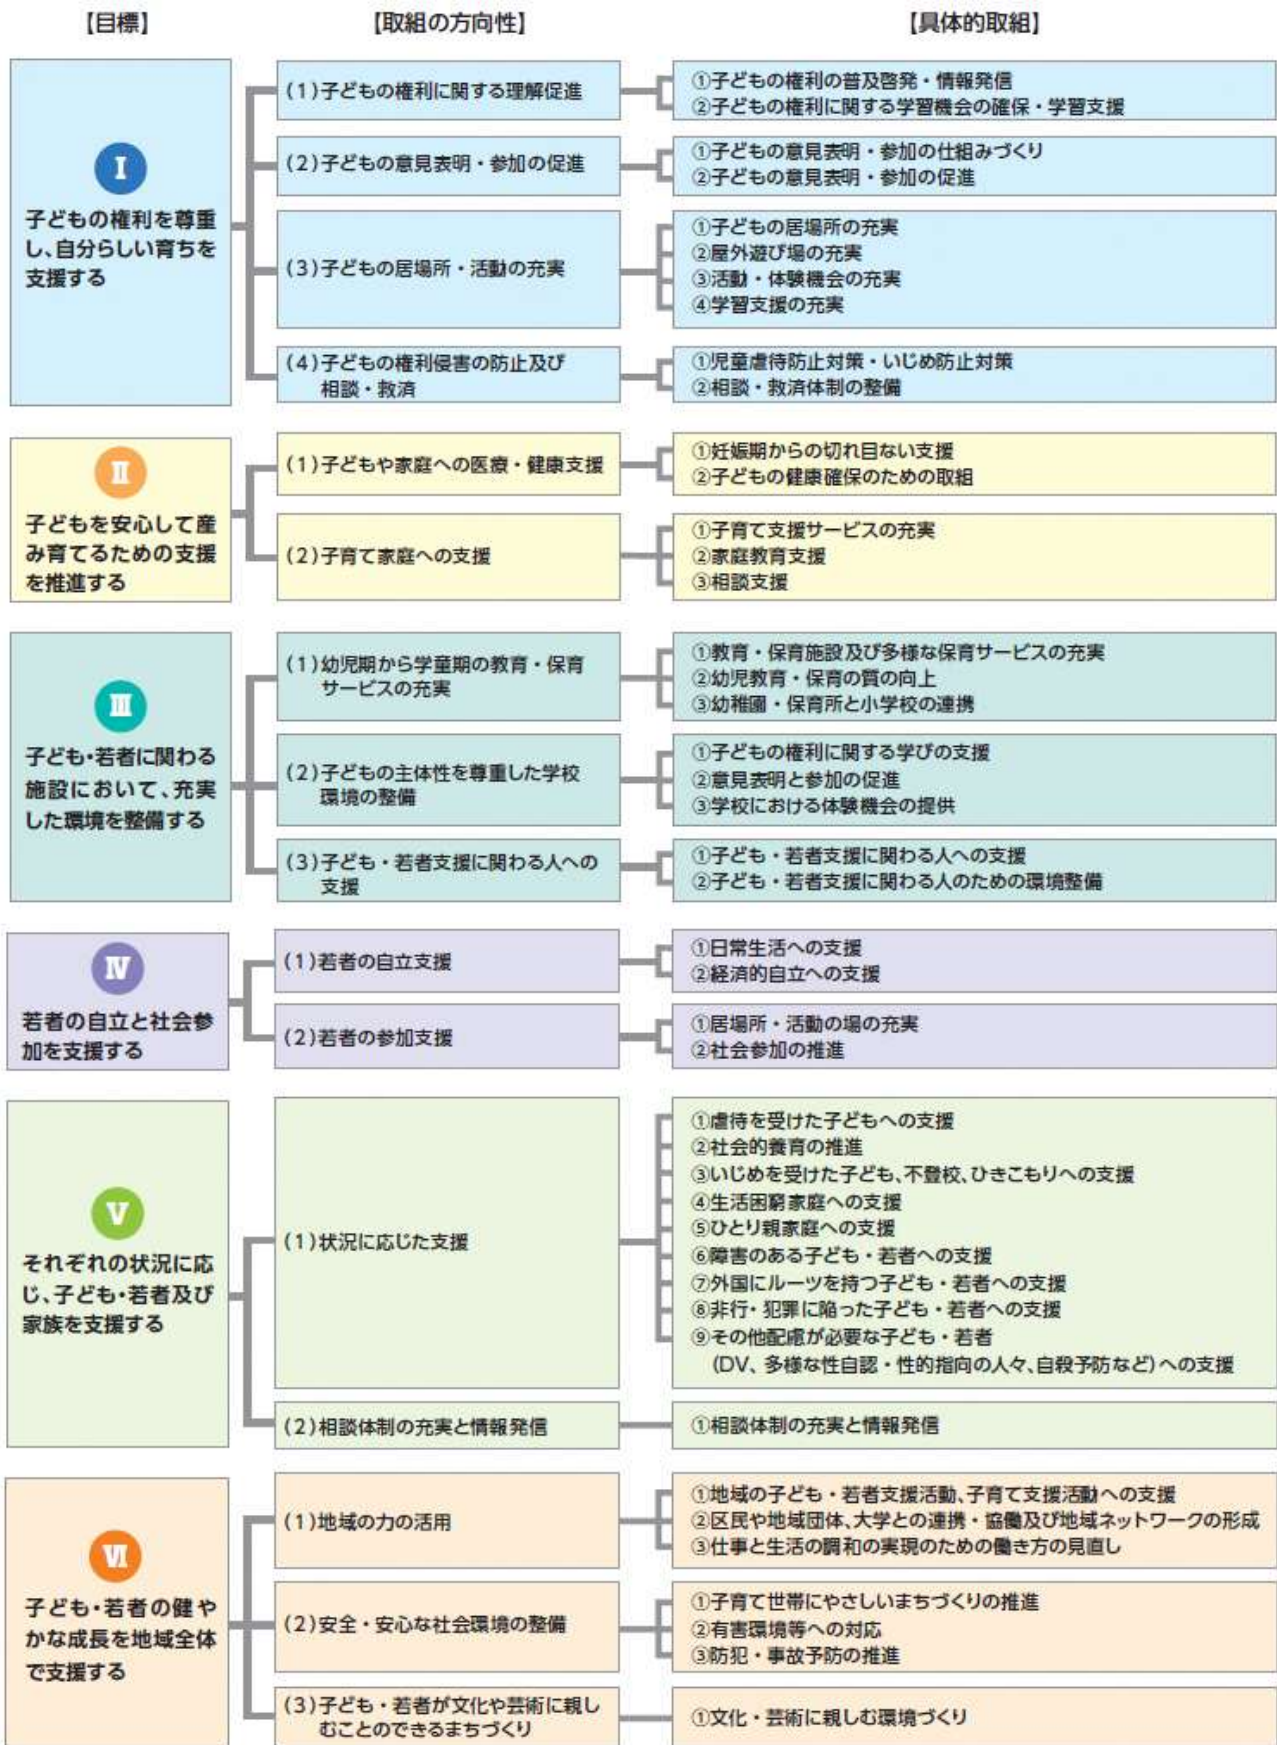 【目標】
【取組の方向性】
【具体的取組】
I
子どもの権利を尊重
し、自分らしい育ちを
支援する
(1)子どもの権利に関する理解促進
①子どもの権利の普及啓発・情報発信
②子どもの権利に関する学習機会の確保・学習支援
(2)子どもの意見表明・参加の促進
①子どもの意見表明・参加の仕組みづくり
②子どもの意見表明・参加の促進
(3)子どもの居場所・活動の充実
①子どもの居場所の充実
②屋外遊び場の充実
③活動・体験機会の充実
④学習支援の充実
(4)子どもの権利侵害の防止及び
相談・救済
①児童虐待防止対策・いじめ防止対策
②相談・救済体制の整備
II
子どもを安心して産
み育てるための支援
を推進する
(1)子どもや家庭への医療・健康支援
①妊娠期からの切れ目ない支援
②子どもの健康確保のための取組
(2)子育て家庭への支援
①子育て支援サービスの充実
②家庭教育支援
③相談支援
III
子ども・若者に関わる
施設において、充実
した環境を整備する
(1)幼児期から学童期の教育・保育
サービスの充実
①教育・保育施設及び多様な保育サービスの充実
②幼児教育・保育の質の向上
③幼稚園・保育所と小学校の連携
(2)子どもの主体性を尊重した学校
環境の整備
①子どもの権利に関する学びの支援
②意見表明と参加の促進
③学校における体験機会の提供
(3)子ども・若者支援に関わる人への
支援
①子ども・若者支援に関わる人への支援
②子ども・若者支援に関わる人のための環境整備
IV
若者の自立と社会参
加を支援する
(1)若者の自立支援
①日常生活への支援
②経済的自立への支援
(2)若者の参加支援
①居場所・活動の場の充実
②社会参加の推進
V
それぞれの状況に応
じ、子ども・若者及び
家族を支援する
(1)状況に応じた支援
①虐待を受けた子どもへの支援
②社会的養育の推進
③いじめを受けた子ども、不登校、ひきこもりへの支援
④生活困窮家庭への支援
⑤ひとり親家庭への支援
⑥障害のある子ども・若者への支援
⑦外国にルーツを持つ子ども・若者への支援
⑧非行・犯罪に陥った子ども・若者への支援
⑨その他配慮が必要な子ども・若者
(DV、多様な性自認・性的指向の人々、自殺予防など)への支援
(2)相談体制の充実と情報発信
①相談体制の充実と情報発信
VI
子ども・若者の健や
かな成長を地域全体
で支援する
(1)地域の力の活用
①地域の子ども・若者支援活動、子育て支援活動への支援
②区民や地域団体、大学との連携・協働及び地域ネットワークの形成
③仕事と生活の調和の実現のための働き方の見直し
(2)安全・安心な社会環境の整備
①子育て世帯にやさしいまちづくりの推進
②有害環境等への対応
③防犯・事故予防の推進
(3)子ども・若者が文化や芸術に親し
むことのできるまちづくり
①文化・芸術に親しむ環境づくり